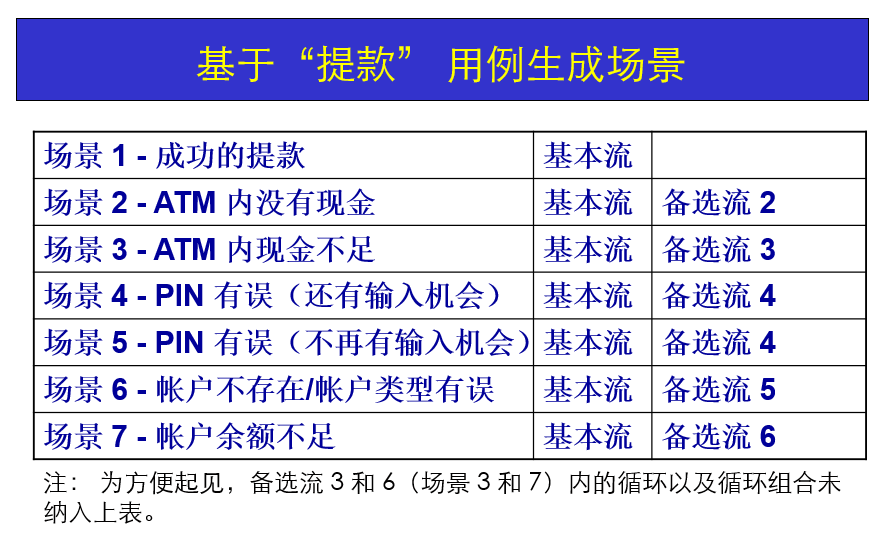 基于“提款” 用例生成场景
场景 1 - 成功的提款 基本流
场景 2 - ATM 内没有现金 基本流 备选流 2
场景 3 - ATM 内现金不足 基本流 备选流 3
场景 4 - PIN 有误（还有输入机会） 基本流 备选流 4
场景 5 - PIN 有误（不再有输入机会） 基本流 备选流 4
场景 6 - 帐户不存在/帐户类型有误 基本流 备选流 5
场景 7 - 帐户余额不足 基本流 备选流 6
注： 为方便起见，备选流 3 和 6（场景 3 和 7）内的循环以及循环组合未
纳入上表。